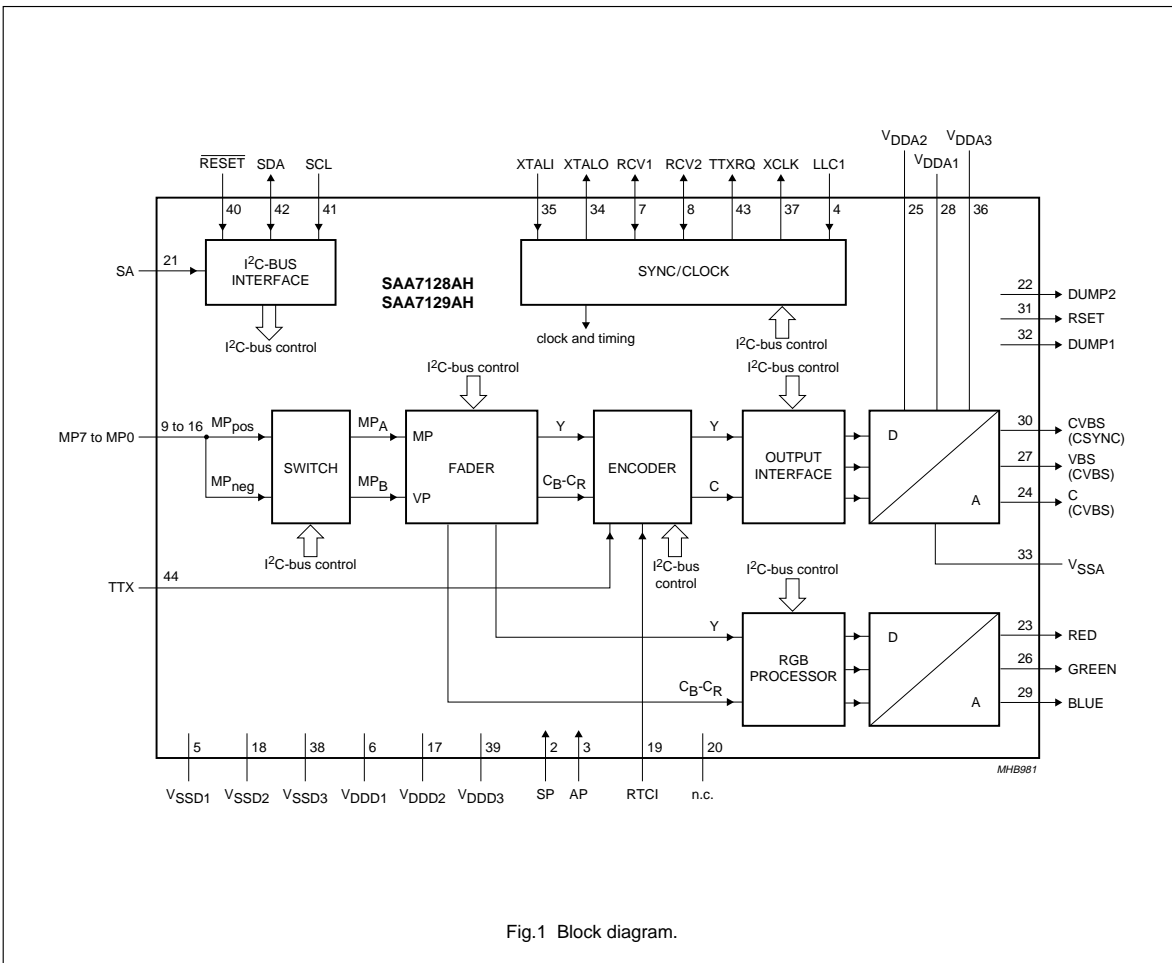 VDDA2 VDDA3
VDDA1
RESET SDA SCL XTALI XTALO RCV1 RCV2 TTXRQ XCLK LLC1
40 42 41 35 34 7 8 43 37 4 25 28 36
SA 21
I2C-BUS
INTERFACE
SAA7128AH
SAA7129AH
SYNC/CLOCK
22 DUMP2
31 RSET
32 DUMP1
I2C-bus control
clock and timing
I2C-bus control
I2C-bus control
I2C-bus control
MP7 to MP0 9 to 16 MPpos
MPneg
SWITCH
MPA
MPB
MP
VP
FADER
Y
CB-CR
ENCODER
Y
C
OUTPUT
INTERFACE
D
A
30 CVBS
(CSYNC)
27 VBS
(CVBS)
24 C
(CVBS)
I2C-bus control
I2C-bus
control
33 VSSA
TTX 44
I2C-bus control
Y
CB-CR
RGB
PROCESSOR
D
A
23 RED
26 GREEN
29 BLUE
5 18 38 6 17 39 2 3 19 20
MHB981
VSSD1 VSSD2 VSSD3 VDDD1 VDDD2 VDDD3 SP AP RTCI n.c.
Fig.1 Block diagram.